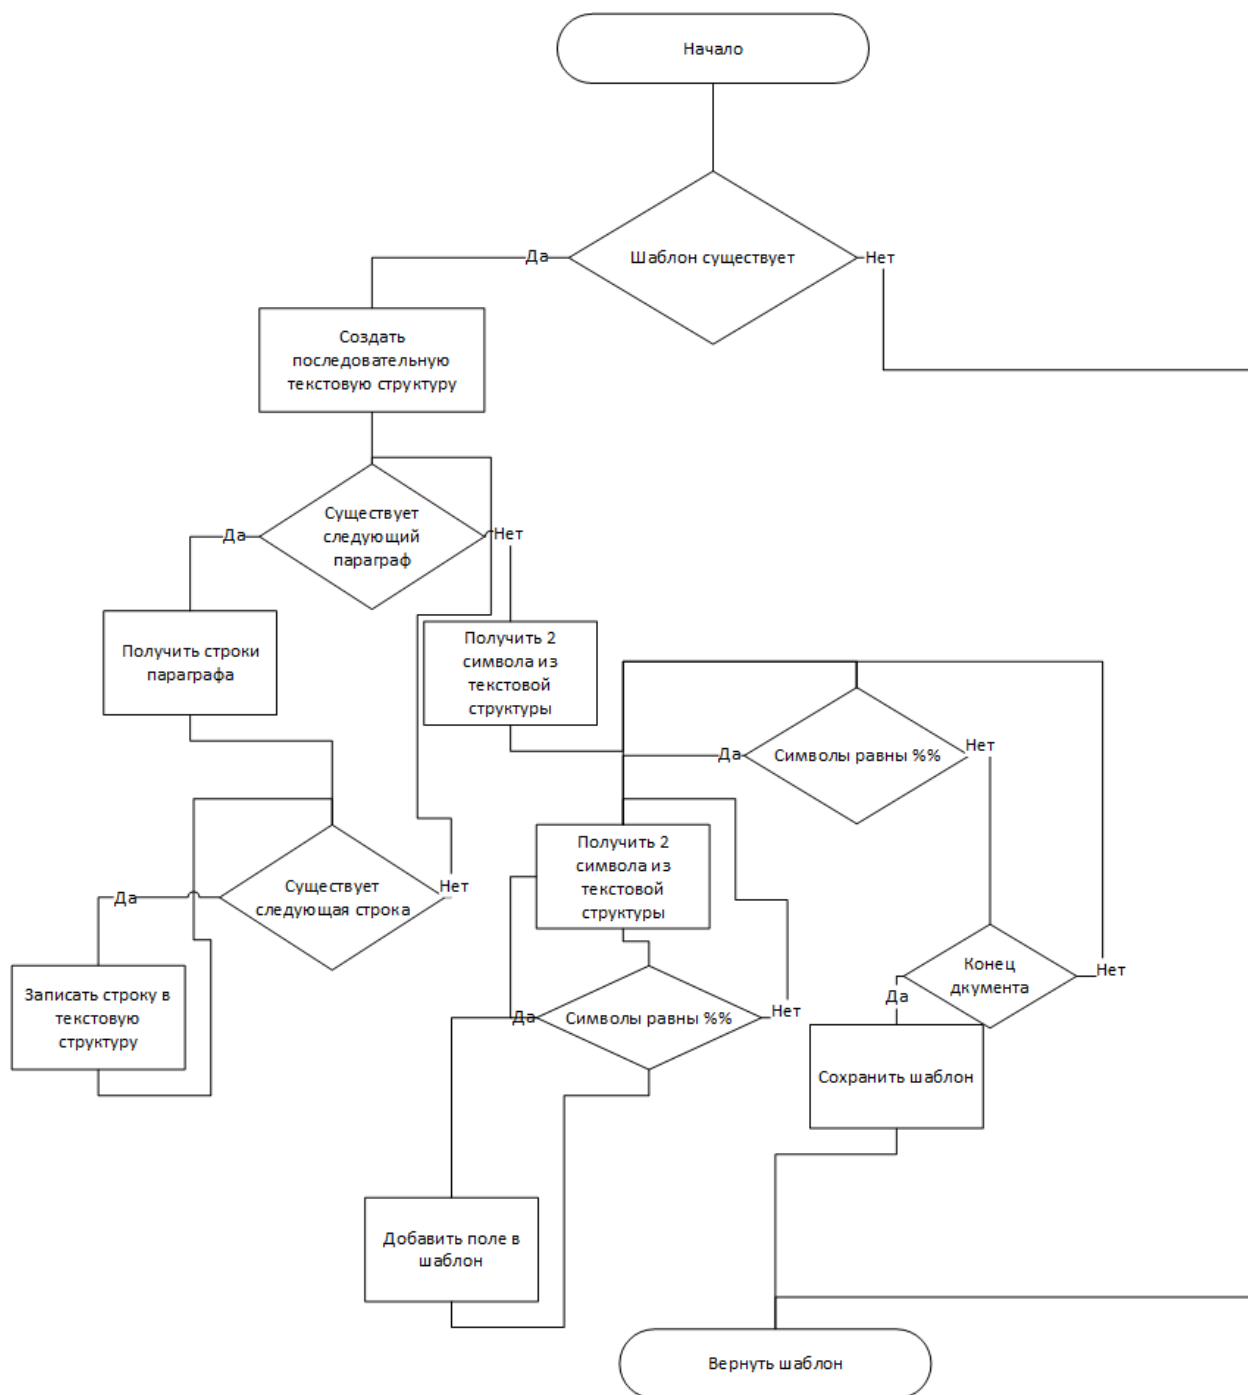 Начало
Шаблон существует
Да
Нет
Создать
последовательную
текстовую структуру
Существует
следующий
параграф
Да
Нет
Получить строки
параграфа
Получить 2
символа из
текстовой
структуры
Символы равны %%
Да
Нет
Получить 2
символа из
текстовой
структуры
Существует
следующая строка
Да
Нет
Записать строку в
текстовую
структуру
Символы равны %%
Да
Нет
Конец
дкумента
Да
Нет
Сохранить шаблон
Добавить поле в
шаблон
Вернуть шаблон